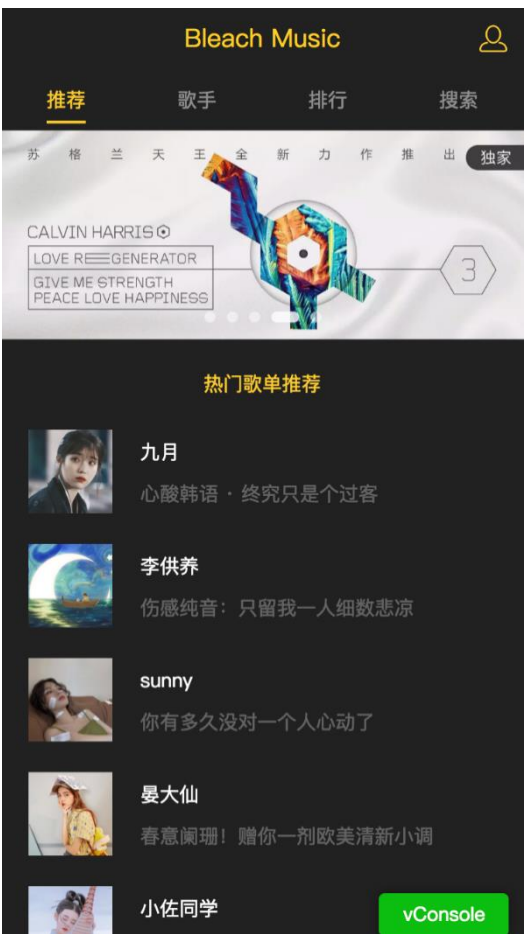 Bleach Music
推荐
歌手
排行
搜索
苏格兰天王全新力作推出
独家
CALVIN HARRIS
LOVE REGENERATOR
3
GIVE ME STRENGTH
PEACE LOVE HAPPINESS
热门歌单推荐
九月
心酸韩语·终究只是个过客
李供养
伤感纯音：只留我一人细数悲凉
sunny
你有多久没对一个人心动了
晏大仙
春意阑珊！赠你一剂欧美清新小调
小佐同学
vConsole